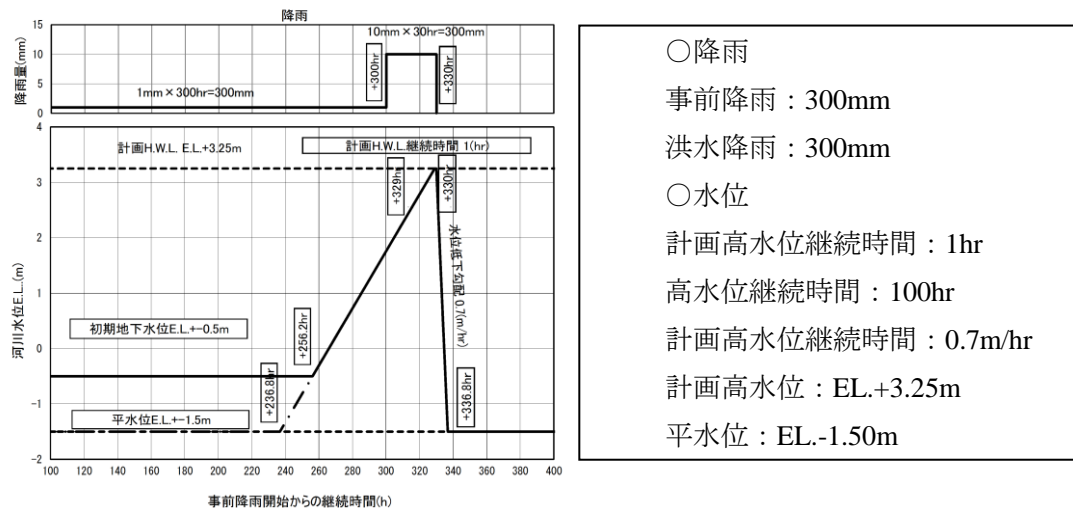 降雨
降雨量(mm)
15
10
5
0
10mm×30hr=300mm
1mm×300hr=300mm
+300hr
+330hr
河川水位E.L..(m)
4
3
2
1
0
-1
-2
計画H.W.L. E.L.+3.25m
計画H.W.L.継続時間 1(hr)
+329hr
+330hr
水位低下勾配 0.7(m/hr)
初期地下水位E.L.+-0.5m
+256.2hr
+236.8hr
平水位E.L.+-1.5m
+336.8hr
100 120 140 160 180 200 220 240 260 280 300 320 340 360 380 400
事前降雨開始からの継続時間(h)
○降雨
事前降雨：300mm
洪水降雨：300mm
○水位
計画高水位継続時間：1hr
高水位継続時間：100hr
計画高水位継続時間：0.7m/hr
計画高水位：EL.+3.25m
平水位：EL.-1.50m